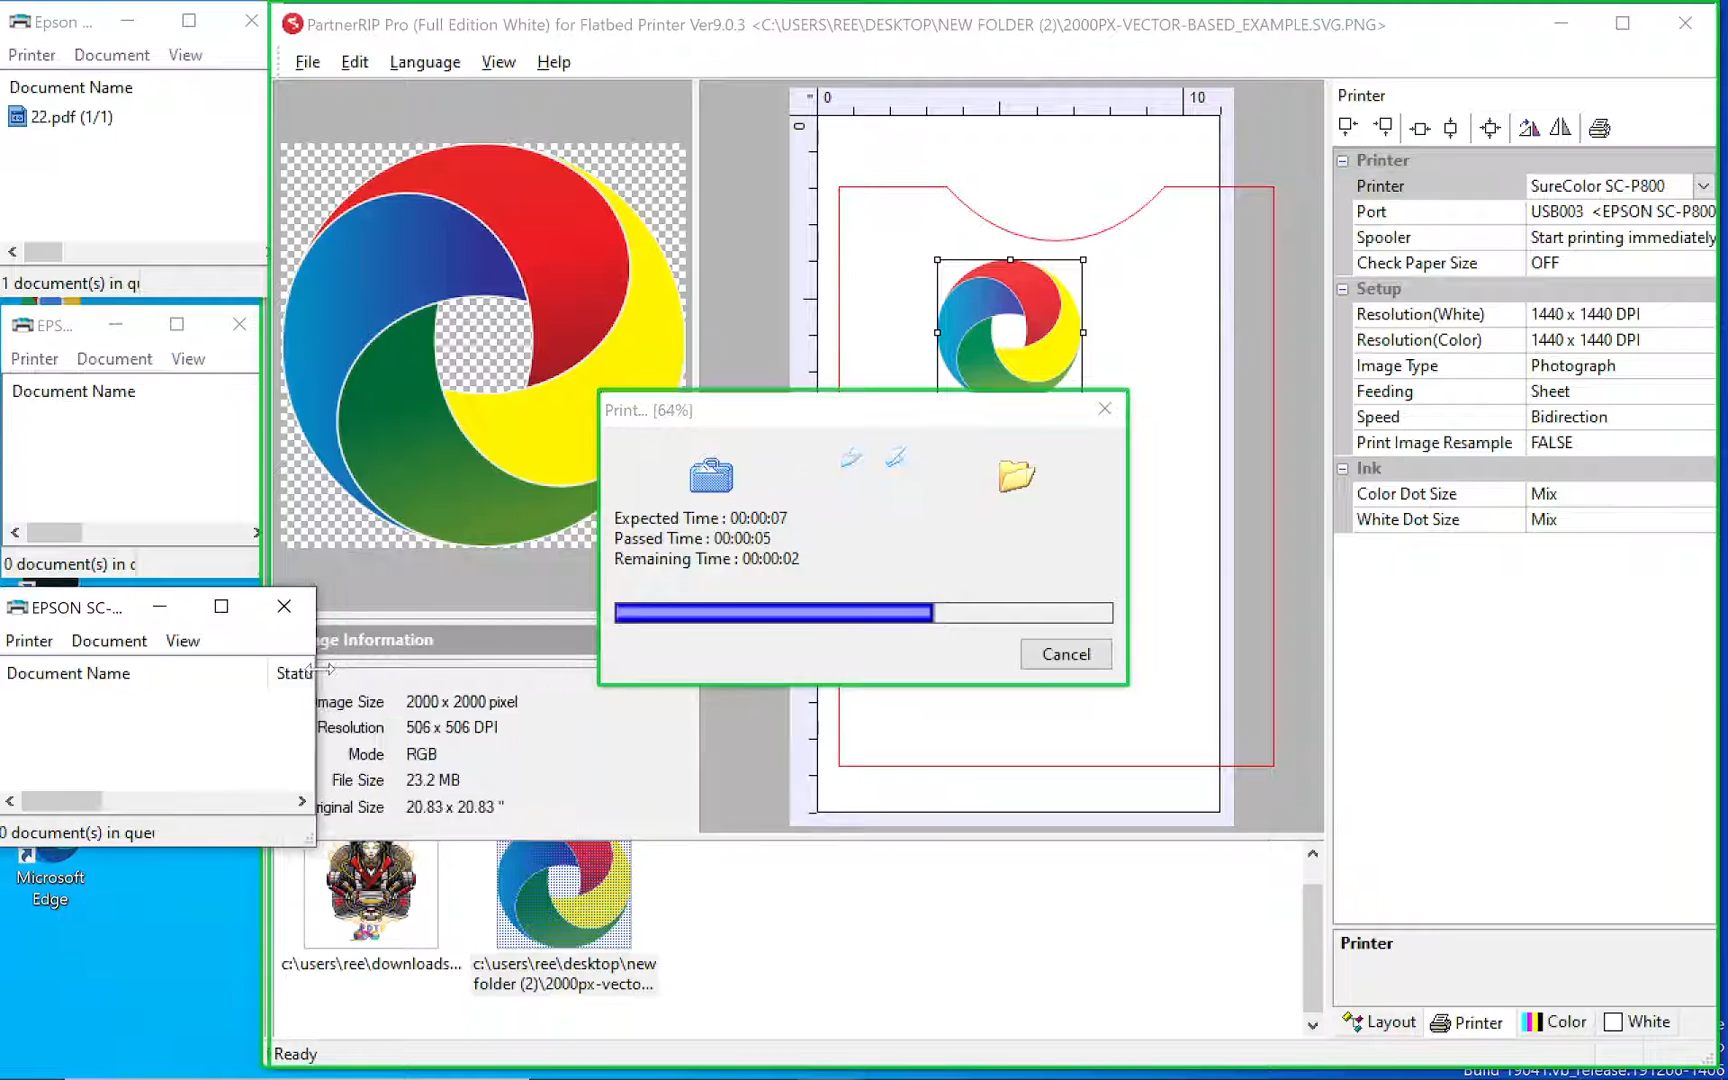 Epson ...
Printer Document View
Document Name
22.pdf (1/1)
1 document(s) in qu
EPS...
Printer Document View
Document Name
0 document(s) in c
EPSON SC-...
Printer Document View
Document Name Statu
0 document(s) in queu
Microsoft
Edge
PartnerRIP Pro (Full Edition White) for Flatbed Printer Ver9.0.3 <C:\USERS\REE\DESKTOP\NEW FOLDER (2)\2000PX-VECTOR-BASED_EXAMPLE.SVG.PNG>
File Edit Language View Help
0 10
0
Print... [64%]
Expected Time : 00:00:07
Passed Time : 00:00:05
Remaining Time : 00:00:02
Cancel
ge Information
mage Size 2000 x 2000 pixel
Resolution 506 x 506 DPI
Mode RGB
File Size 23.2 MB
riginal Size 20.83 x 20.83 "
c:\users\ree\downloads...
c:\users\ree\desktop\new
folder (2)\2000px-vecto...
Ready
Printer
Printer
Printer SureColor SC-P800
Port USB003 <EPSON SC-P800
Spooler Start printing immediately
Check Paper Size OFF
Setup
Resolution(White) 1440 x 1440 DPI
Resolution(Color) 1440 x 1440 DPI
Image Type Photograph
Feeding Sheet
Speed Bidirection
Print Image Resample FALSE
Ink
Color Dot Size Mix
White Dot Size Mix
Printer
Layout Printer Color White
Build 19041.vb_release.191206-1406